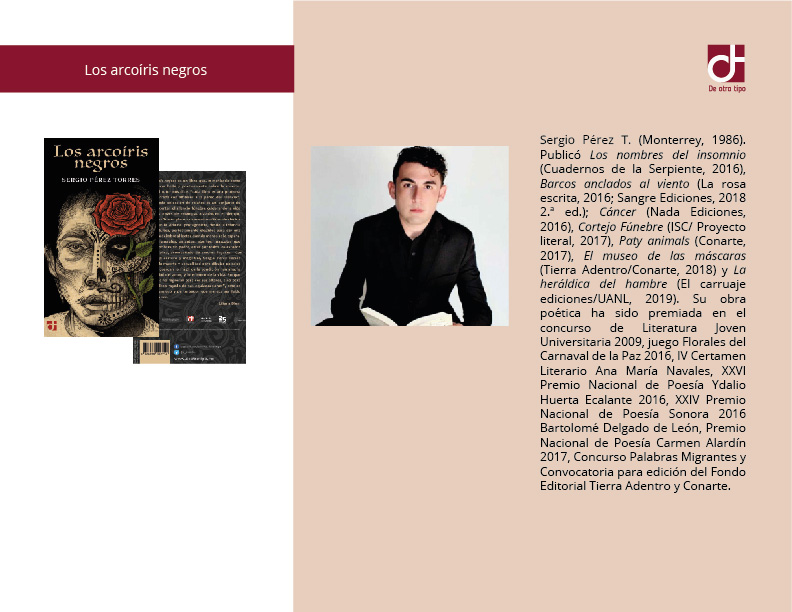 Los arcoíris negros
Los arcoíris
negros
SERGIO PÉREZ TORRES
De otro tipo
Sergio Pérez T. (Monterrey, 1986).
Publicó Los nombres del insomnio
(Cuadernos de la Serpiente, 2016),
Barcos anclados al viento (La rosa
escrita, 2016; Sangre Ediciones, 2018
2.ª ed.); Cáncer (Nada Ediciones,
2016), Cortejo Fúnebre (ISC/ Proyecto
literal, 2017), Paty animals (Conarte,
2017), El museo de las máscaras
(Tierra Adentro/Conarte, 2018) y La
heráldica del hambre (El carruaje
ediciones/UANL, 2019). Su obra
poética ha sido premiada en el
concurso de Literatura Joven
Universitaria 2009, juego Florales del
Carnaval de la Paz 2016, IV Certamen
Literario Ana María Navales, XXVI
Premio Nacional de Poesía Ydalio
Huerta Ecalante 2016, XXIV Premio
Nacional de Poesía Sonora 2016
Bartolomé Delgado de León, Premio
Nacional de Poesía Carmen Alardín
2017, Concurso Palabras Migrantes y
Convocatoria para edición del Fondo
Editorial Tierra Adentro y Conarte.